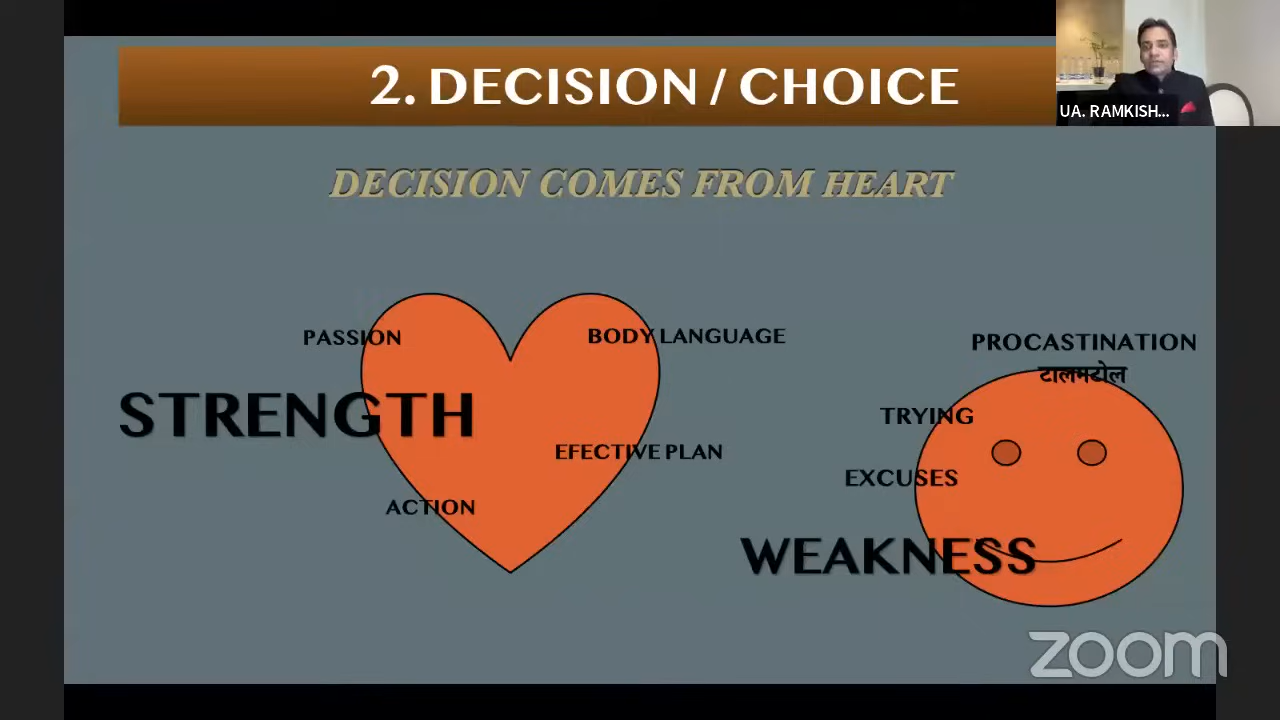 2. DECISION / CHOICE
UA. RAMKISH...
DECISION COMES FROM HEART
PASSION
BODY LANGUAGE
STRENGTH
EFECTIVE PLAN
ACTION
PROCASTINATION
टालमटोल
TRYING
EXCUSES
WEAKNESS
zoom